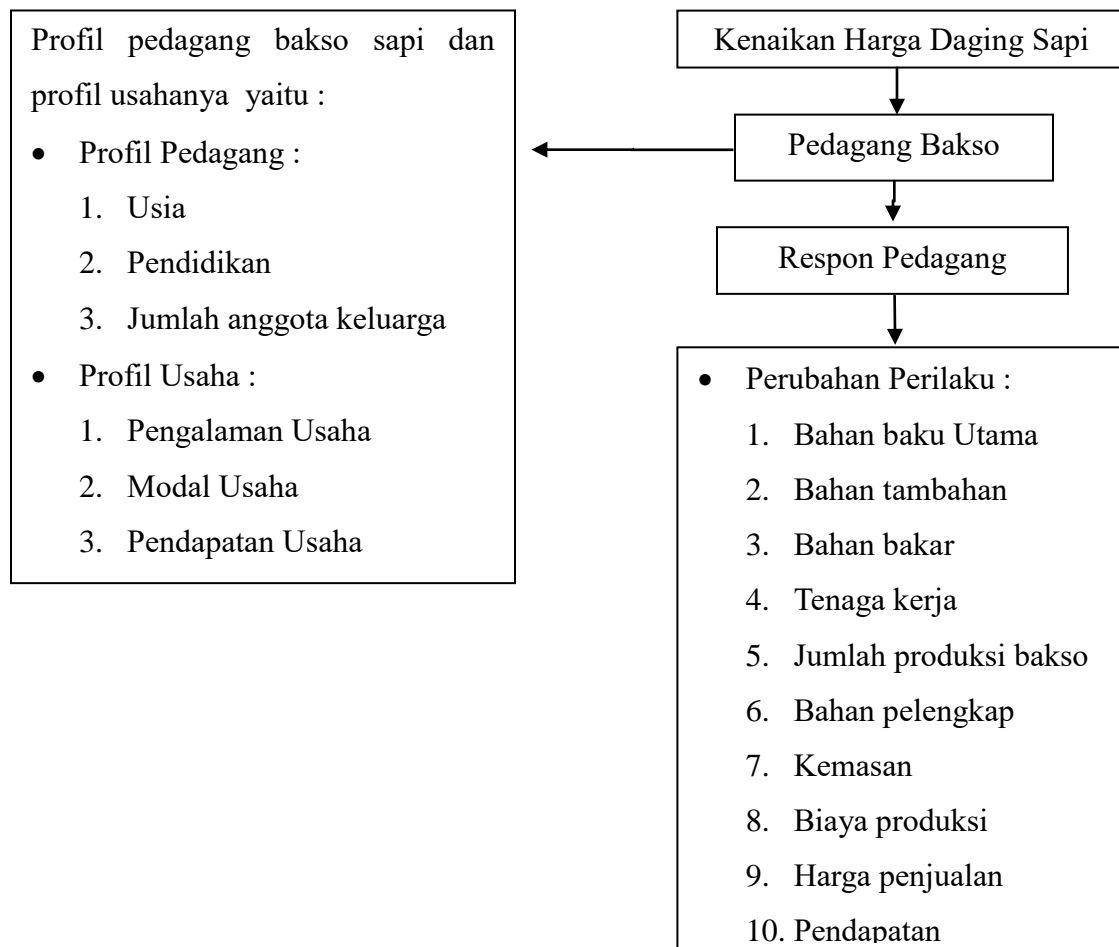 Profil pedagang bakso sapi dan
profil usahanya yaitu :
• Profil Pedagang :
1. Usia
2. Pendidikan
3. Jumlah anggota keluarga
• Profil Usaha :
1. Pengalaman Usaha
2. Modal Usaha
3. Pendapatan Usaha
Kenaikan Harga Daging Sapi
Pedagang Bakso
Respon Pedagang
• Perubahan Perilaku :
1. Bahan baku Utama
2. Bahan tambahan
3. Bahan bakar
4. Tenaga kerja
5. Jumlah produksi bakso
6. Bahan pelengkap
7. Kemasan
8. Biaya produksi
9. Harga penjualan
10. Pendapatan